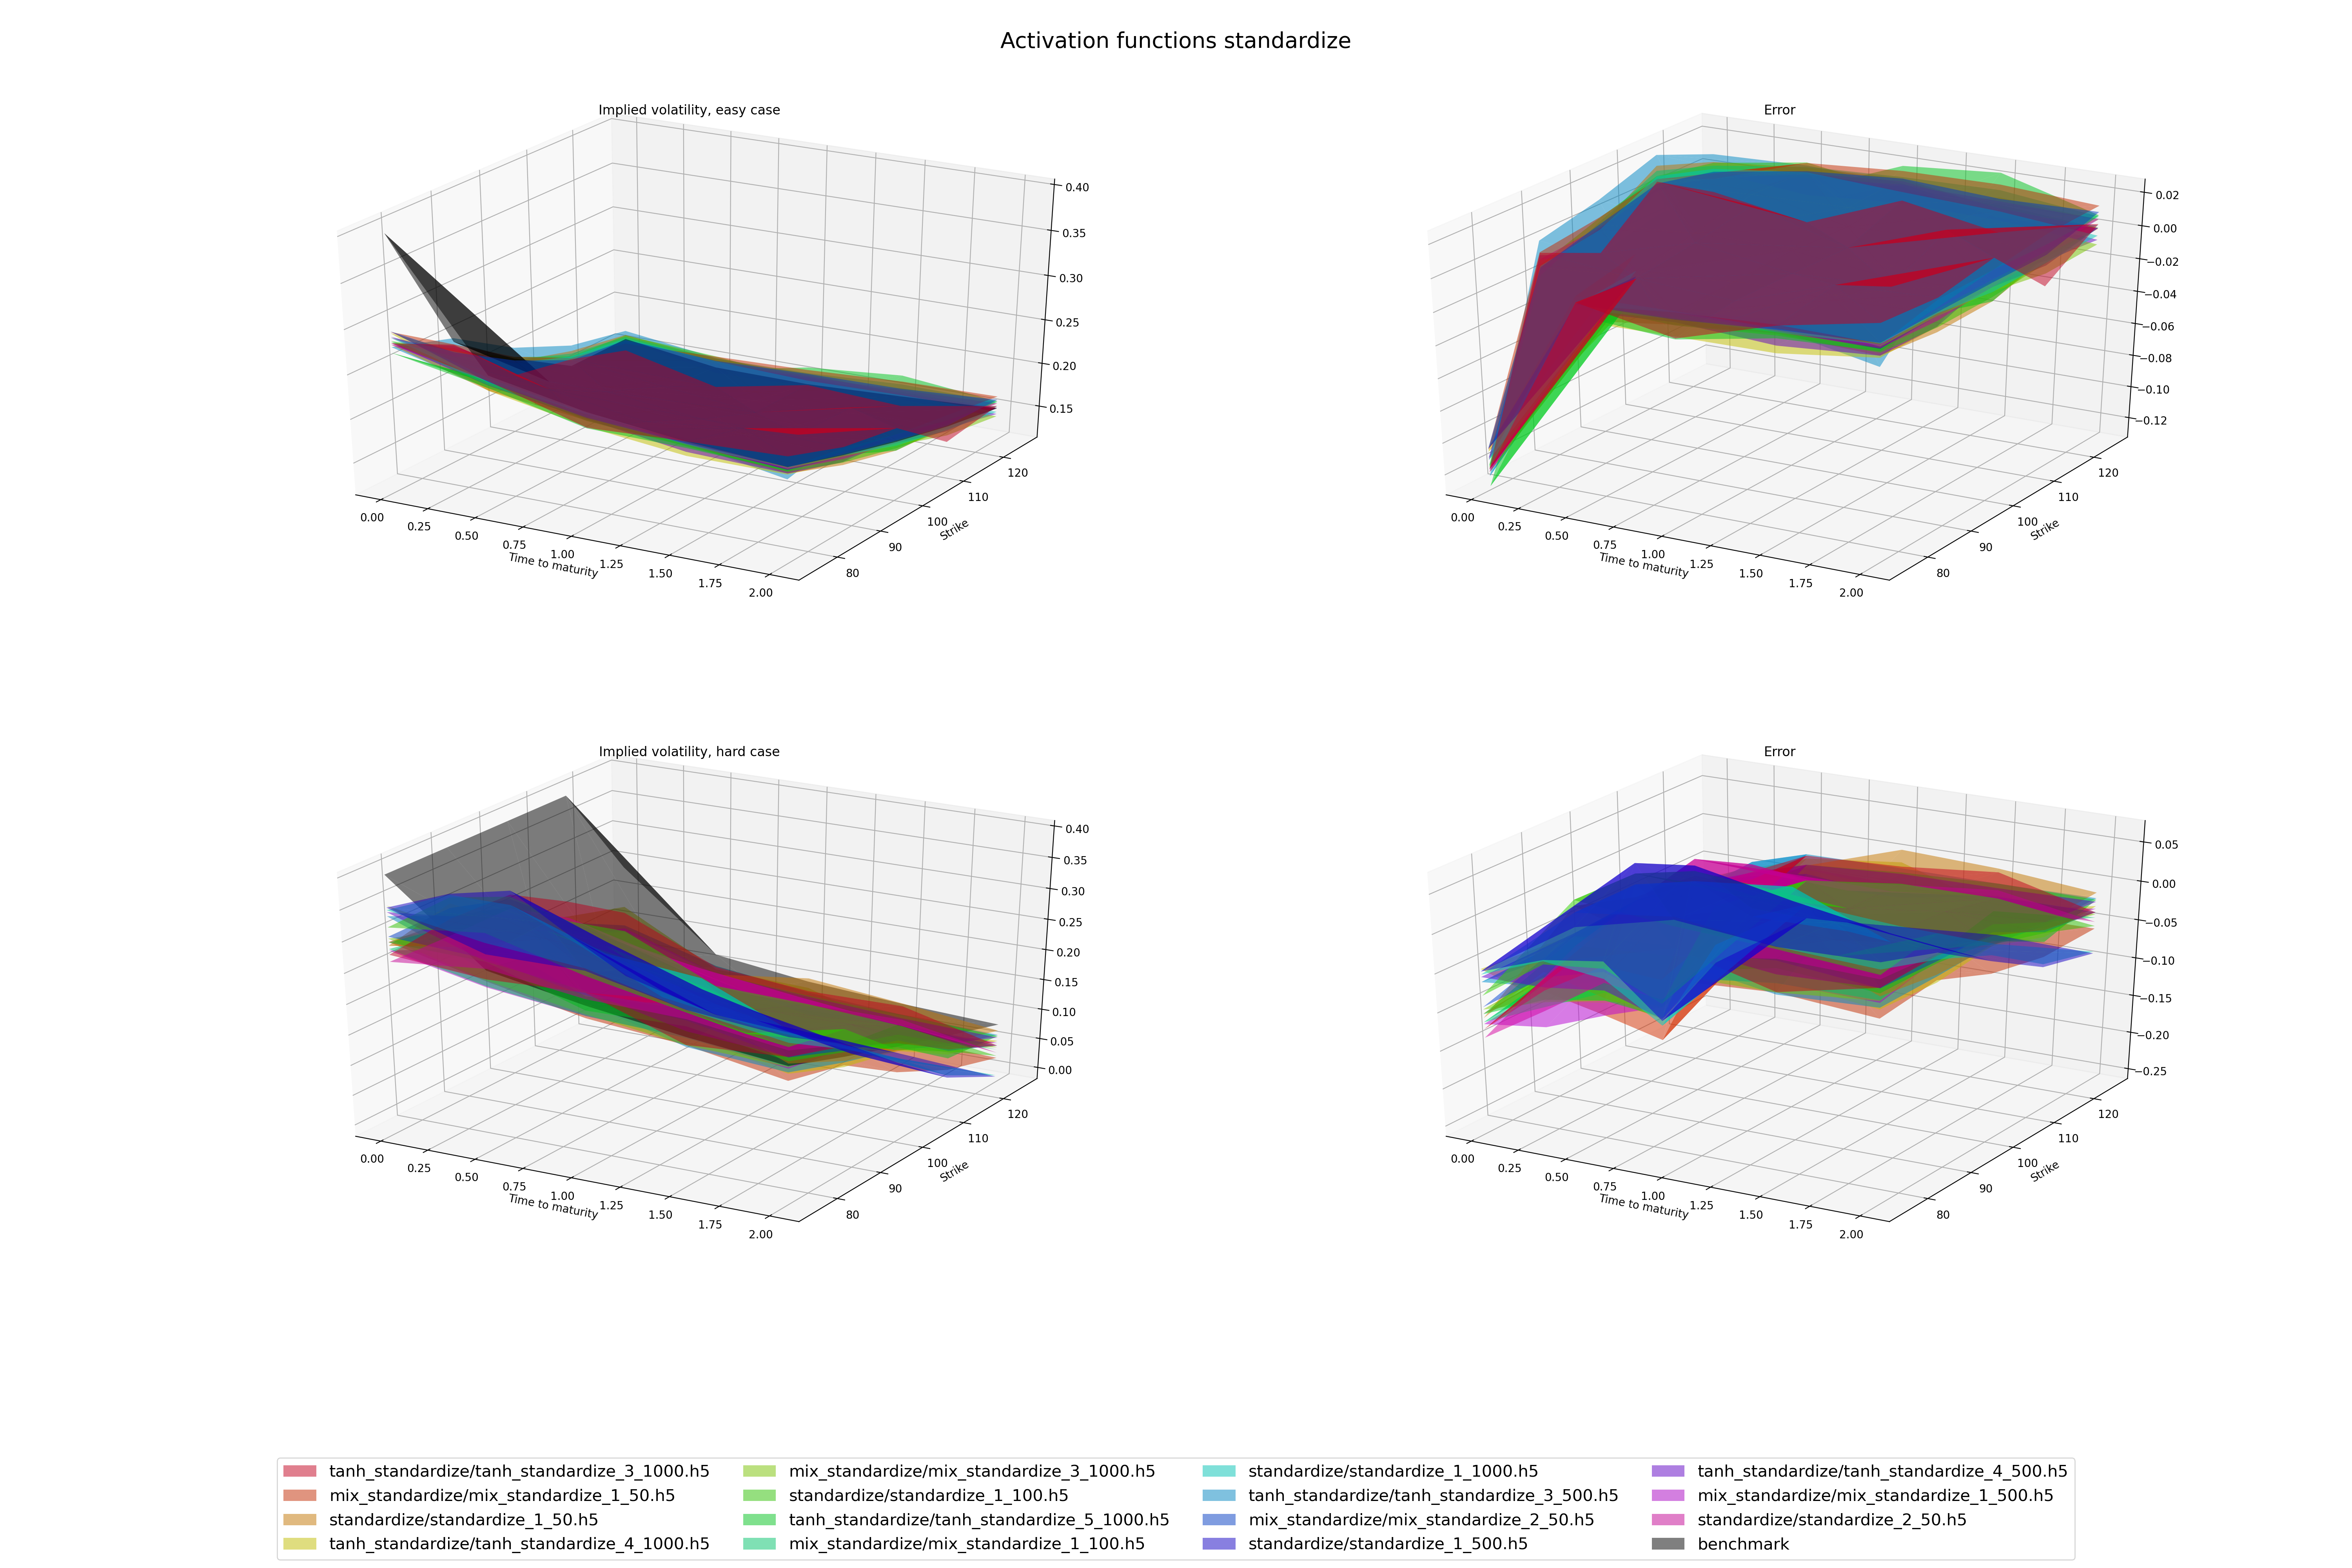 Activation functions standardize
Implied volatility, easy case
0.40
0.35
0.30
0.25
0.20
0.15
0.00
0.25
0.50
0.75
1.00
1.25
1.50
1.75
2.00
Time to maturity
80
90
100
110
120
Strike
Error
0.02
0.00
−0.02
−0.04
−0.06
−0.08
−0.10
−0.12
0.00
0.25
0.50
0.75
1.00
1.25
1.50
1.75
2.00
Time to maturity
80
90
100
110
120
Strike
Implied volatility, hard case
0.40
0.35
0.30
0.25
0.20
0.15
0.10
0.05
0.00
0.00
0.25
0.50
0.75
1.00
1.25
1.50
1.75
2.00
Time to maturity
80
90
100
110
120
Strike
Error
0.05
0.00
−0.05
−0.10
−0.15
−0.20
−0.25
0.00
0.25
0.50
0.75
1.00
1.25
1.50
1.75
2.00
Time to maturity
80
90
100
110
120
Strike
tanh_standardize/tanh_standardize_3_1000.h5
mix_standardize/mix_standardize_1_50.h5
standardize/standardize_1_50.h5
tanh_standardize/tanh_standardize_4_1000.h5
mix_standardize/mix_standardize_3_1000.h5
standardize/standardize_1_100.h5
tanh_standardize/tanh_standardize_5_1000.h5
mix_standardize/mix_standardize_1_100.h5
standardize/standardize_1_1000.h5
tanh_standardize/tanh_standardize_3_500.h5
mix_standardize/mix_standardize_2_50.h5
standardize/standardize_1_500.h5
tanh_standardize/tanh_standardize_4_500.h5
mix_standardize/mix_standardize_1_500.h5
standardize/standardize_2_50.h5
benchmark